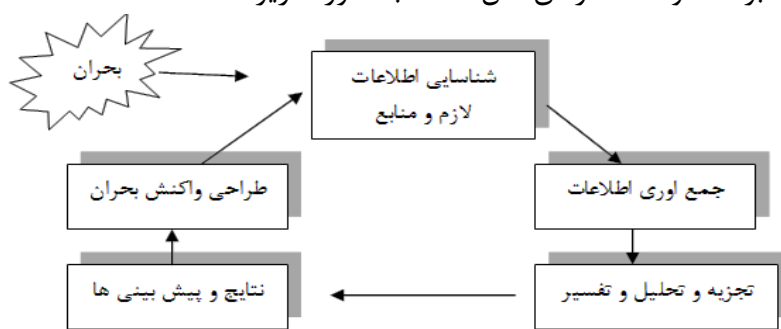 بحران
شناسایی اطلاعات
لازم و منابع
طراحی واکنش بحران
جمع اوری اطلاعات
نتایج و پیش بینی ها
تجزیه و تحلیل و تفسیر